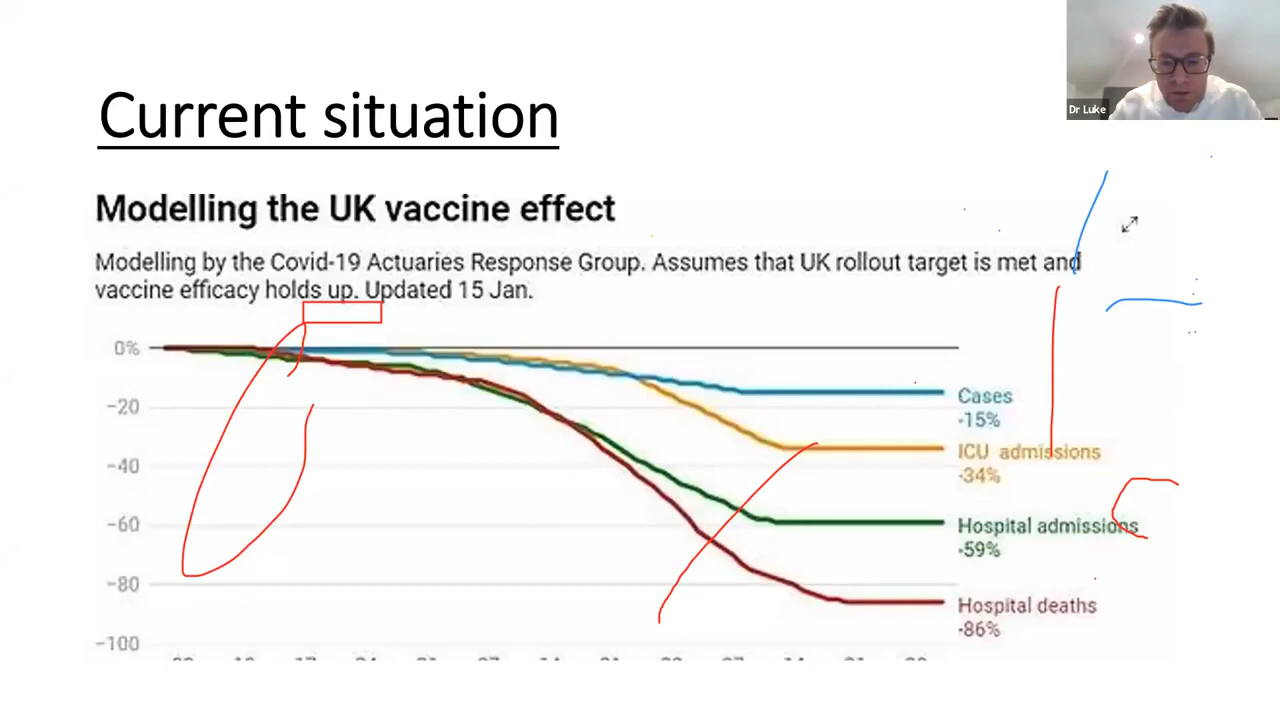 Dr Luke
Current situation
Modelling the UK vaccine effect
Modelling by the Covid-19 Actuaries Response Group. Assumes that UK rollout target is met and
vaccine efficacy holds up. Updated 15 Jan.
0%
−20
−40
−60
−80
−100
Cases
-15%
ICU admissions
-34%
Hospital admissions
-59%
Hospital deaths
-86%